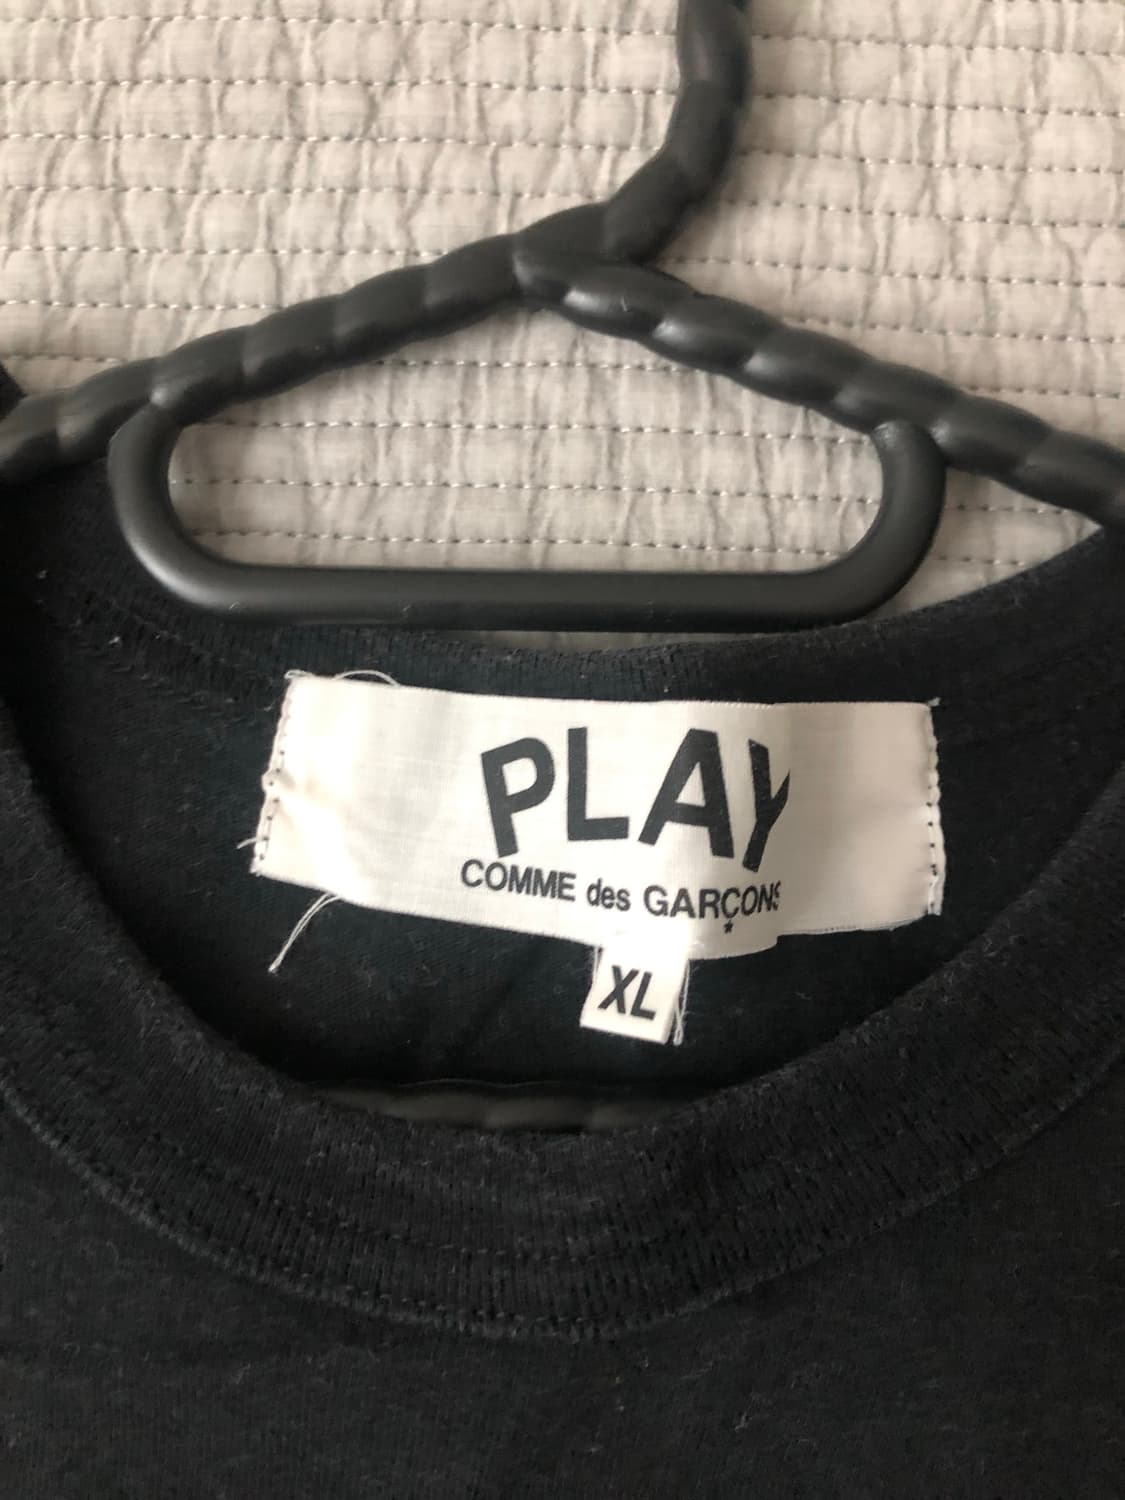 PLAY
COMME des GARÇONS
*
XL